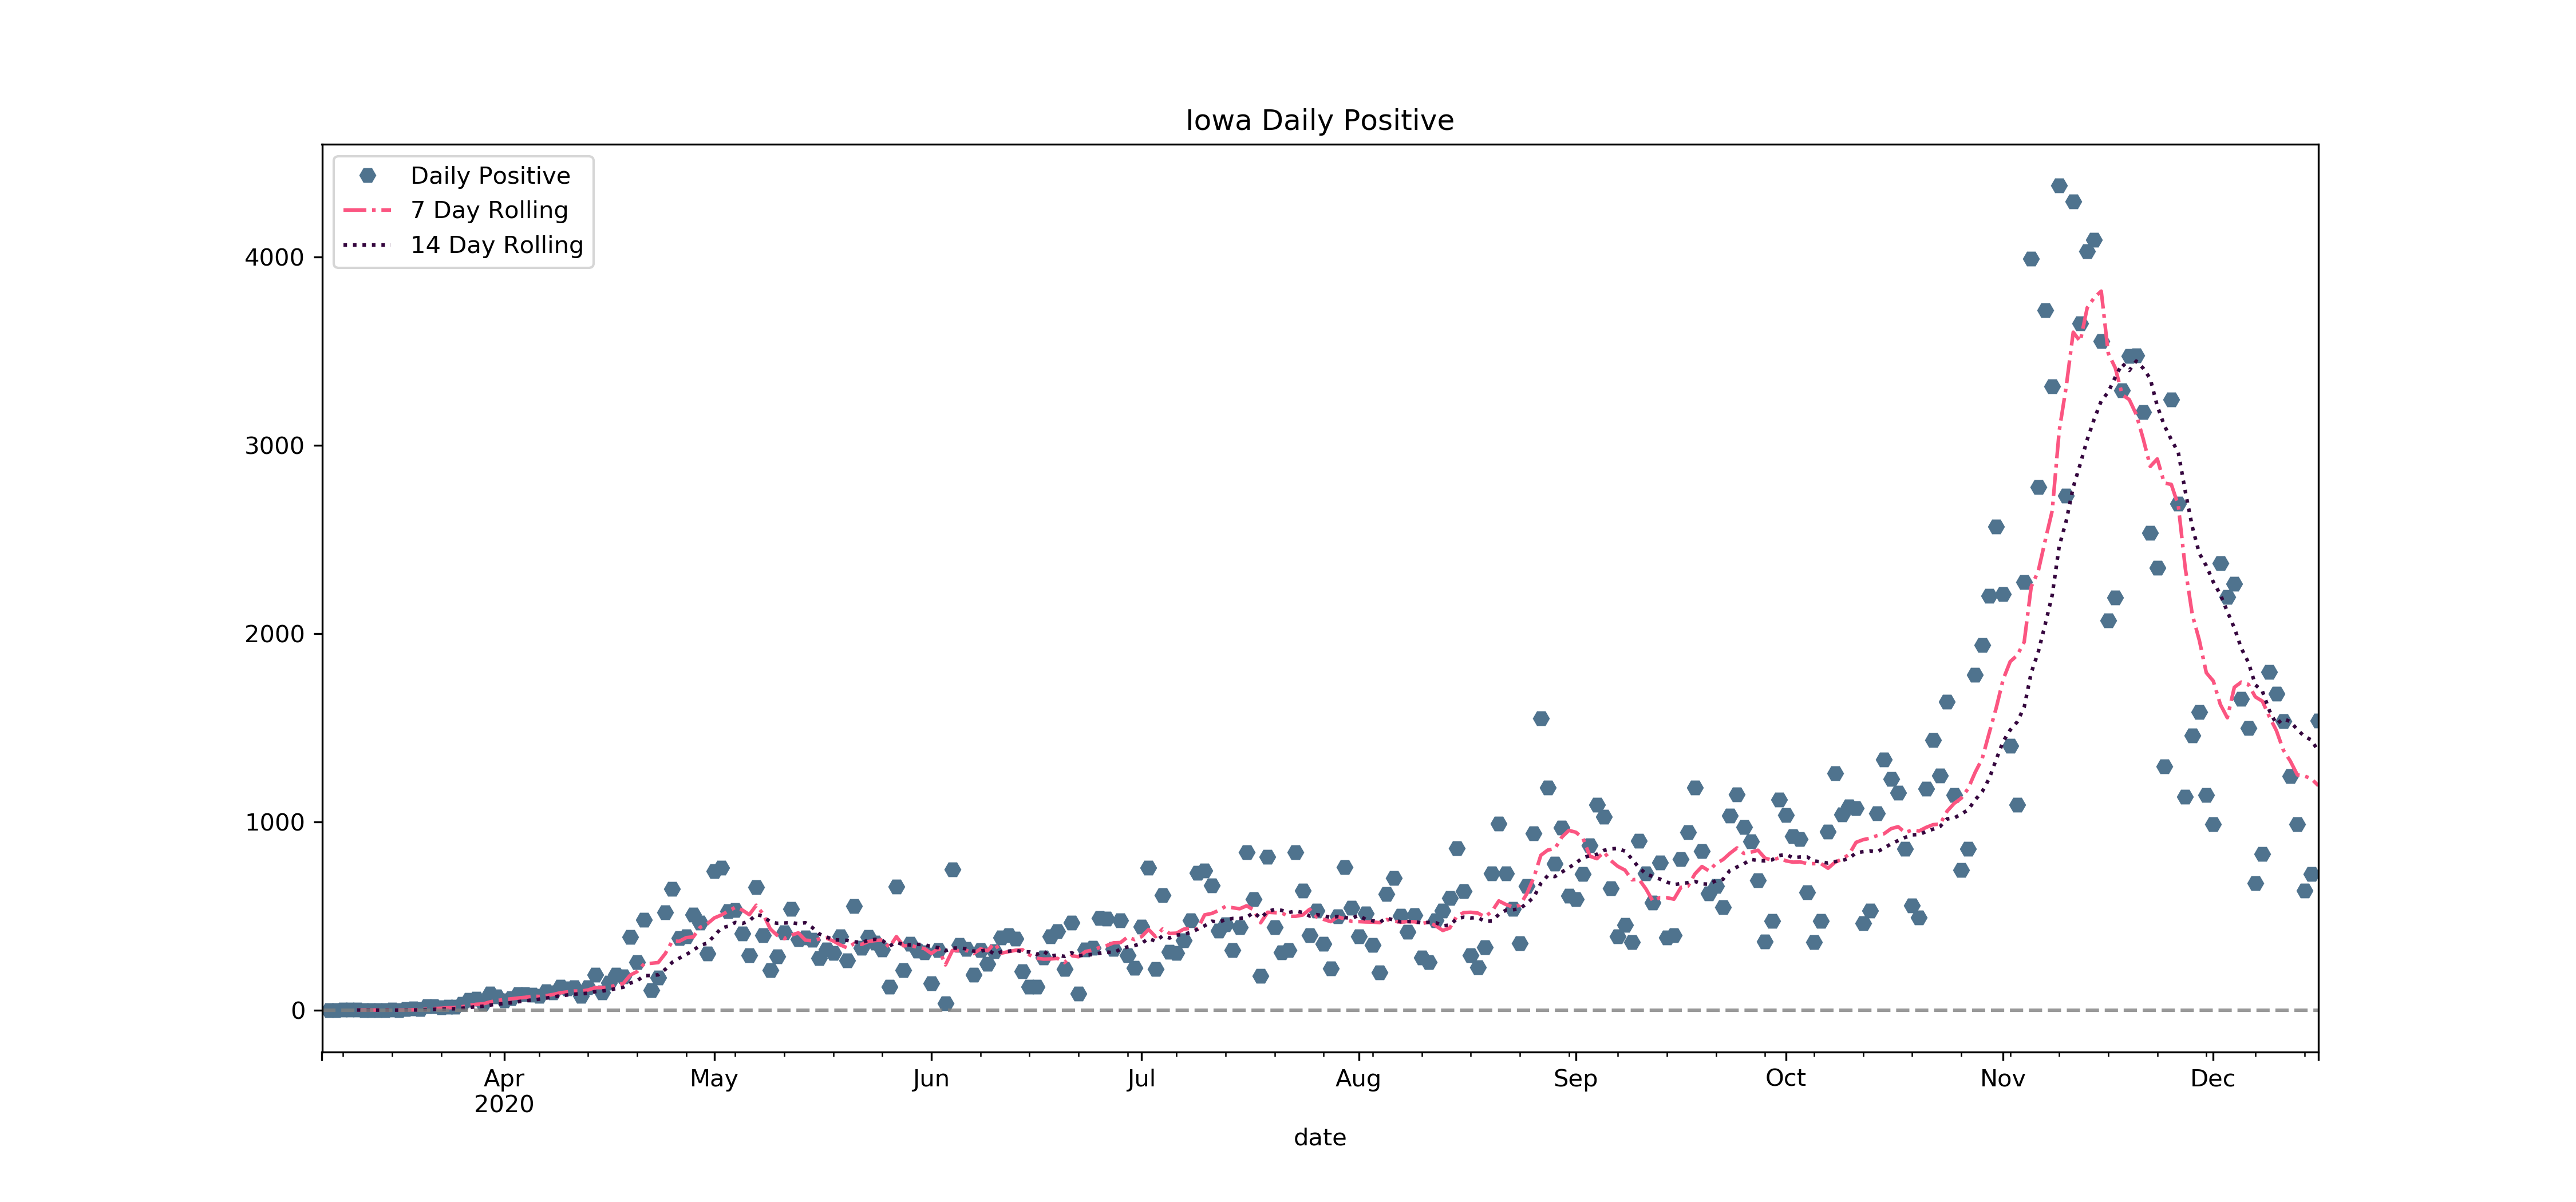 Iowa Daily Positive
Daily Positive
7 Day Rolling
14 Day Rolling
4000
3000
2000
1000
0
Apr May Jun Jul Aug Sep Oct Nov Dec
2020
date